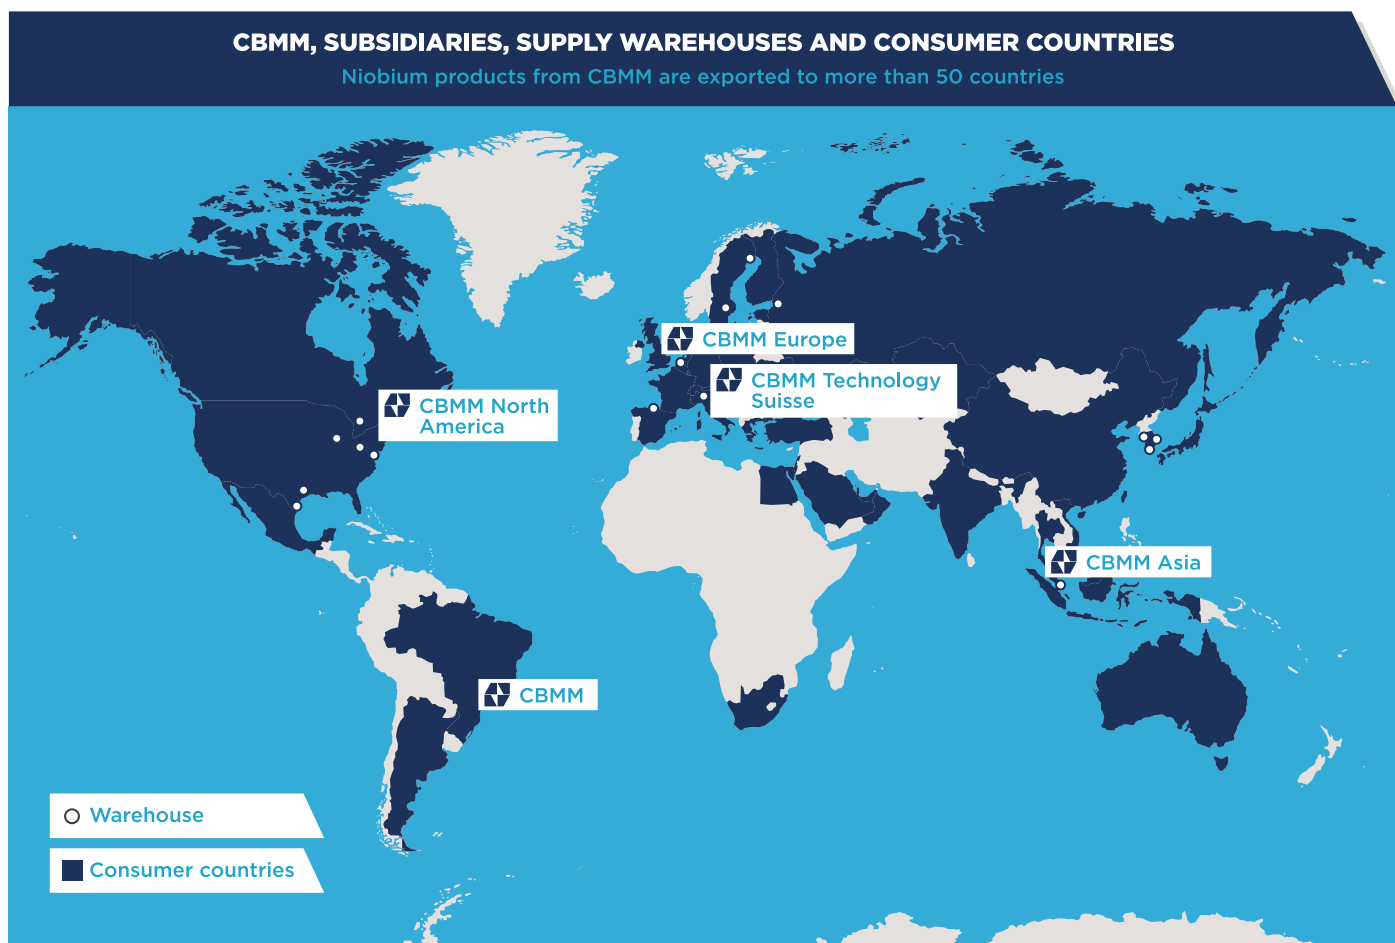 CBMM, SUBSIDIARIES, SUPPLY WAREHOUSES AND CONSUMER COUNTRIES
Niobium products from CBMM are exported to more than 50 countries
CBMM Europe
CBMM Technology
Suisse
CBMM North
America
CBMM Asia
CBMM
Warehouse
Consumer countries